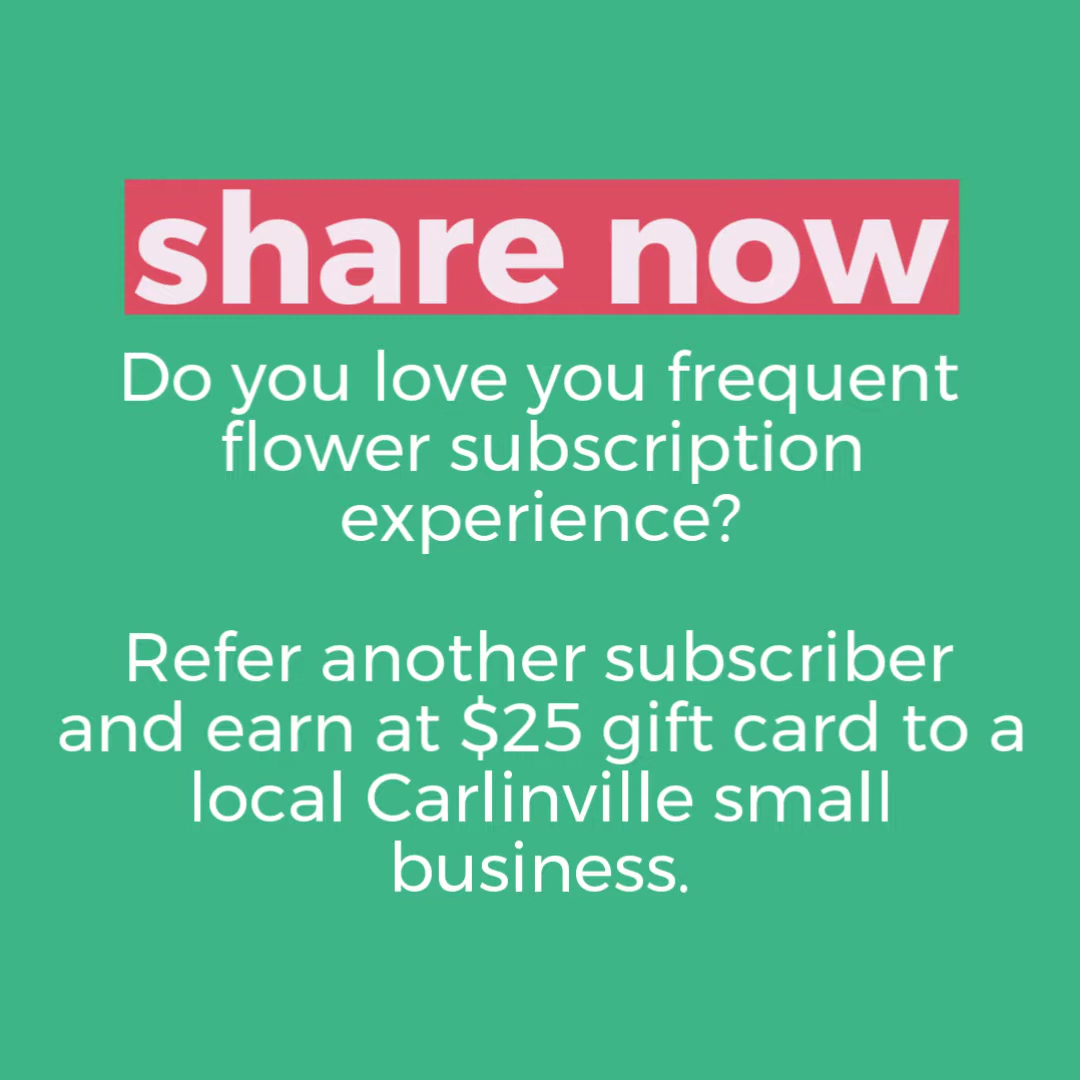 share now
Do you love you frequent
flower subscription
experience?
Refer another subscriber
and earn at $25 gift card to a
local Carlinville small
business.